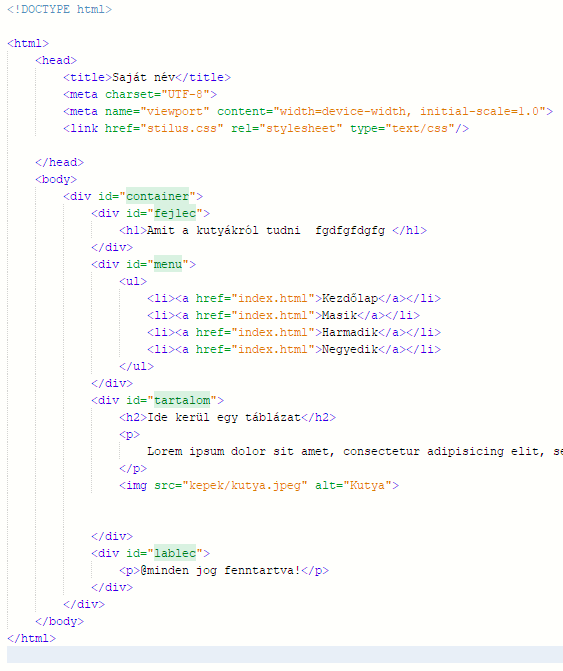 <!DOCTYPE html>
<html>
<head>
<title>Saját név</title>
<meta charset="UTF-8">
<meta name="viewport" content="width=device-width, initial-scale=1.0">
<link href="stilus.css" rel="stylesheet" type="text/css"/>
</head>
<body>
<div id="container">
<div id="fejlec">
<h1>Amit a kutyákról tudni  fgdfgfdgfg </h1>
</div>
<div id="menu">
<ul>
<li><a href="index.html">Kezdőlap</a></li>
<li><a href="index.html">Masik</a></li>
<li><a href="index.html">Harmadik</a></li>
<li><a href="index.html">Negyedik</a></li>
</ul>
</div>
<div id="tartalom">
<h2>Ide kerül egy táblázat</h2>
<p>
Lorem ipsum dolor sit amet, consectetur adipisicing elit, se
</p>
<img src="kepek/kutya.jpeg" alt="Kutya">
</div>
<div id="lablec">
<p>@minden jog fenntartva!</p>
</div>
</div>
</body>
</html>